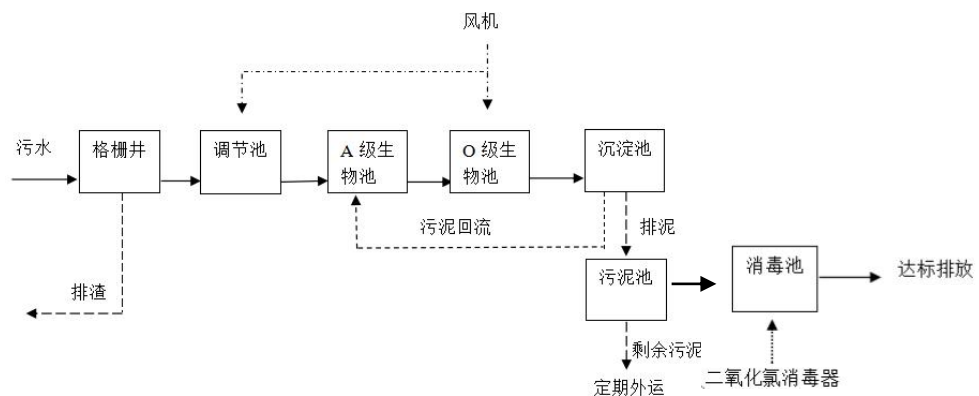 风机
污水
格栅井
调节池
A 级生
物池
O 级生
物池
沉淀池
污泥回流
排泥
排渣
污泥池
消毒池
达标排放
剩余污泥
定期外运
二氧化氯消毒器